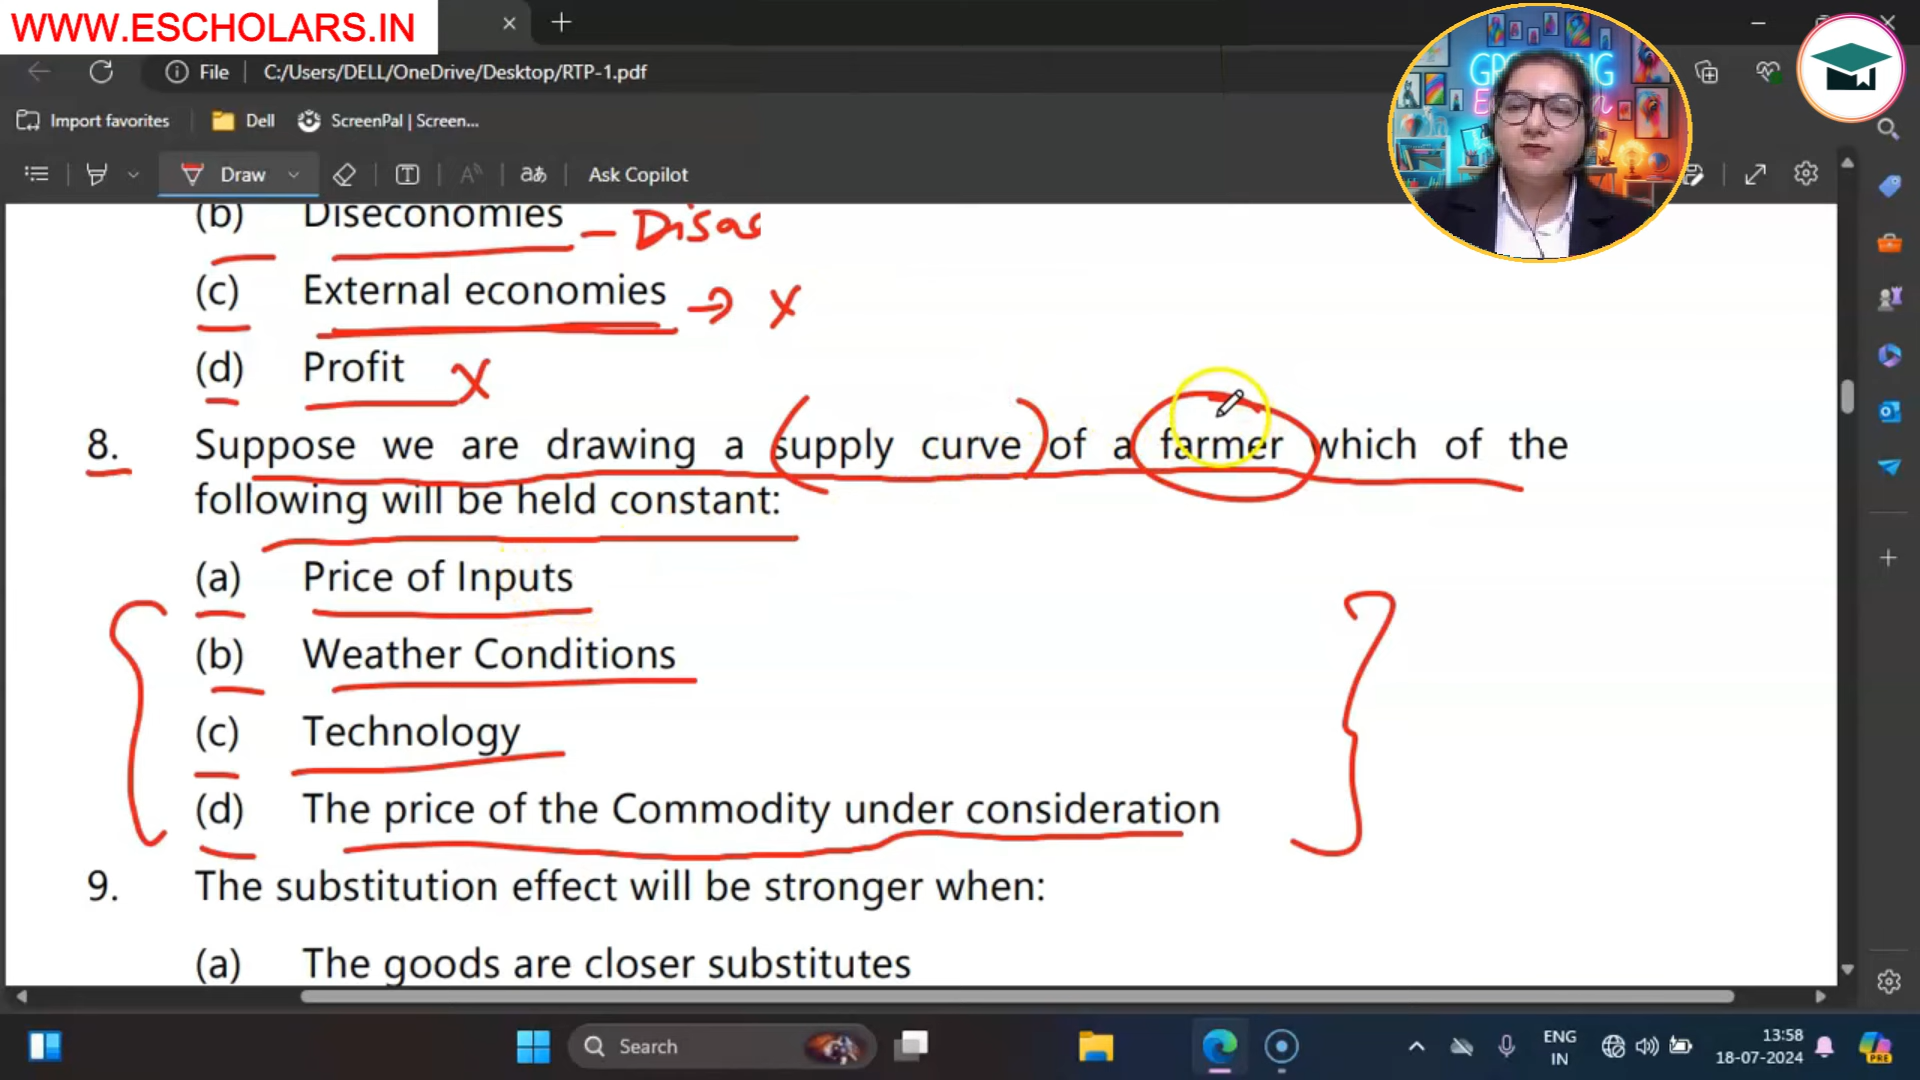 WWW.ESCHOLARS.IN
File C:/Users/DELL/OneDrive/Desktop/RTP-1.pdf
Import favorites Dell ScreenPal | Screen...
Draw Ask Copilot
(b) Diseconomies – Disa
(c) External economies → x
(d) Profit x
8. Suppose we are drawing a supply curve of a farmer which of the
following will be held constant:
(a) Price of Inputs
(b) Weather Conditions
(c) Technology
(d) The price of the Commodity under consideration
9. The substitution effect will be stronger when:
(a) The goods are closer substitutes
Search
ENG
IN
13:58
18-07-2024
PRE